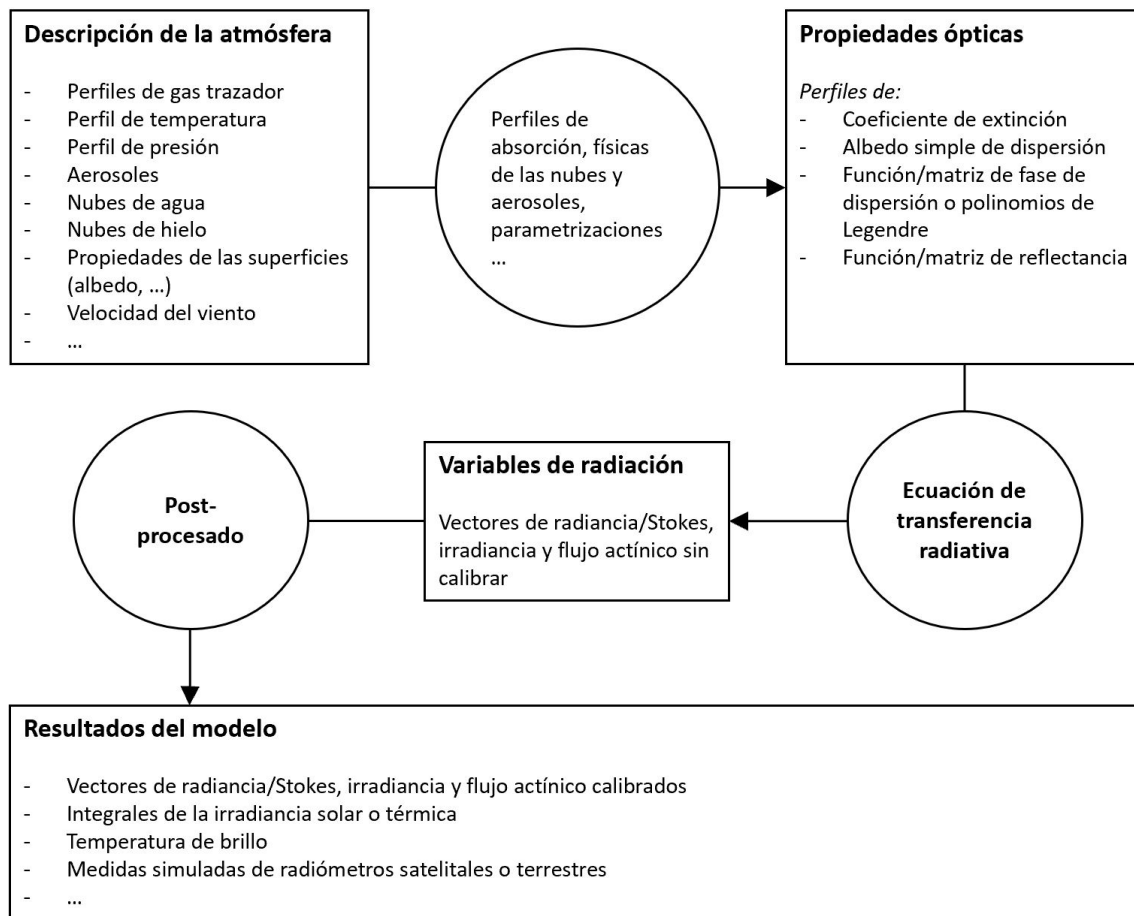 Descripción de la atmósfera
- Perfiles de gas trazador
- Perfil de temperatura
- Perfil de presión
- Aerosoles
- Nubes de agua
- Nubes de hielo
- Propiedades de las superficies
(albedo, ...)
- Velocidad del viento
- ...
Perfiles de
absorción, físicas
de las nubes y
aerosoles,
parametrizaciones
...
Propiedades ópticas
Perfiles de:
- Coeficiente de extinción
- Albedo simple de dispersión
- Función/matriz de fase de
dispersión o polinomios de
Legendre
- Función/matriz de reflectancia
Ecuación de
transferencia
radiativa
Variables de radiación
Vectores de radiancia/Stokes,
irradiancia y flujo actínico sin
calibrar
Post-
procesado
Resultados del modelo
- Vectores de radiancia/Stokes, irradiancia y flujo actínico calibrados
- Integrales de la irradiancia solar o térmica
- Temperatura de brillo
- Medidas simuladas de radiómetros satelitales o terrestres
- ...